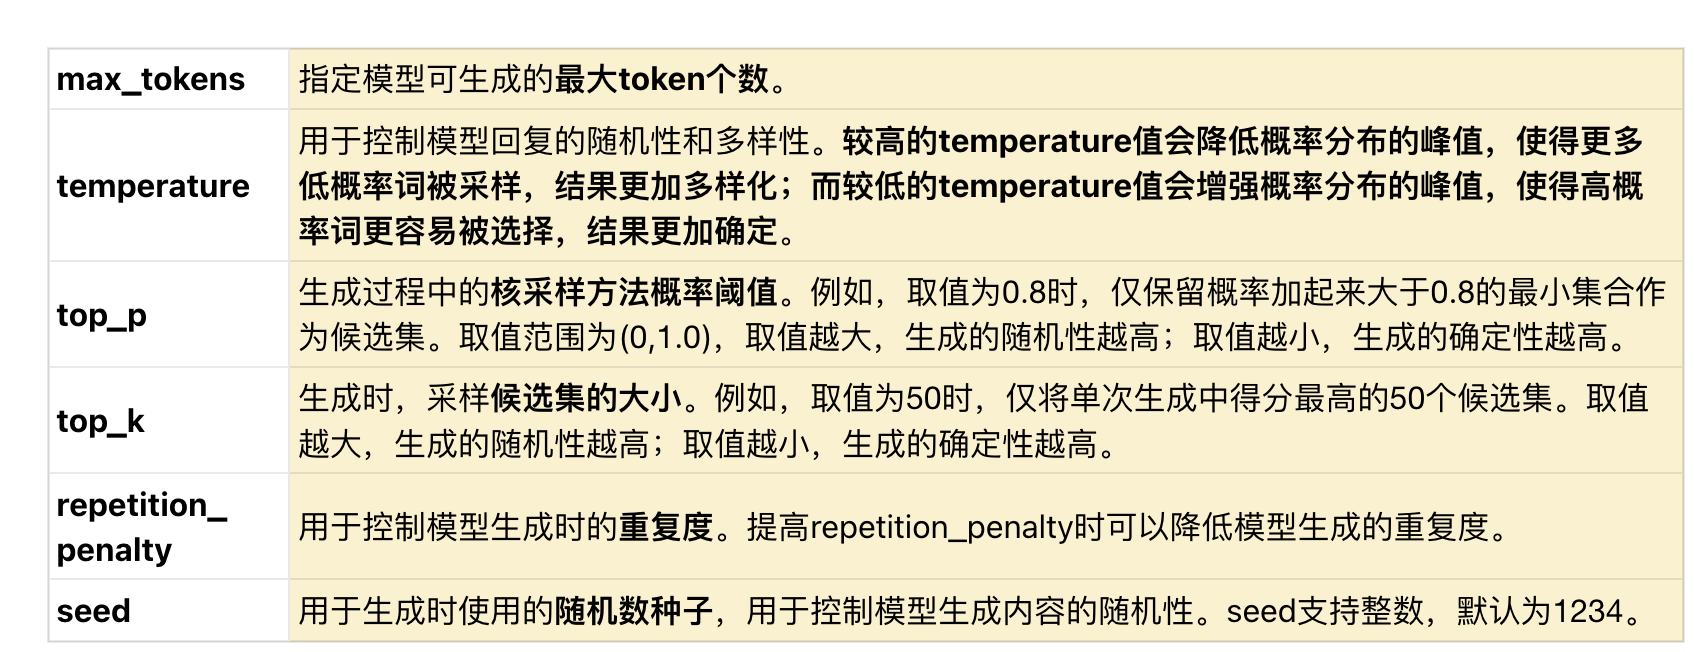 max_tokens
指定模型可生成的最大token个数。
temperature
用于控制模型回复的随机性和多样性。较高的temperature值会降低概率分布的峰值，使得更多
低概率词被采样，结果更加多样化；而较低的temperature值会增强概率分布的峰值，使得高概
率词更容易被选择，结果更加确定。
top_p
生成过程中的核采样方法概率阈值。例如，取值为0.8时，仅保留概率加起来大于0.8的最小集合作
为候选集。取值范围为(0,1.0)，取值越大，生成的随机性越高；取值越小，生成的确定性越高。
top_k
生成时，采样候选集的大小。例如，取值为50时，仅将单次生成中得分最高的50个候选集。取值
越大，生成的随机性越高；取值越小，生成的确定性越高。
repetition_
penalty
用于控制模型生成时的重复度。提高repetition_penalty时可以降低模型生成的重复度。
seed
用于生成时使用的随机数种子，用于控制模型生成内容的随机性。seed支持整数，默认为1234。